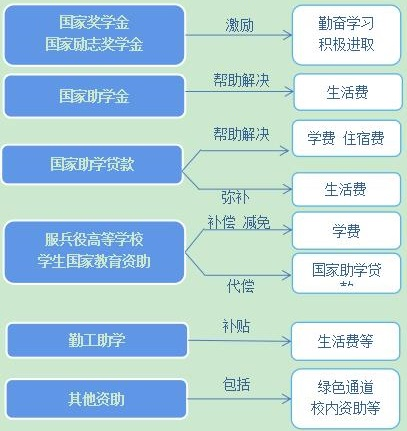 国家奖学金
国家励志奖学金
激励
勤奋学习
积极进取
国家助学金
帮助解决
生活费
国家助学贷款
帮助解决
学费 住宿费
弥补
生活费
服兵役高等学校
学生国家教育资助
补偿 减免
学费
代偿
国家助学贷
款
勤工助学
补贴
生活费等
其他资助
包括
绿色通道
校内资助等